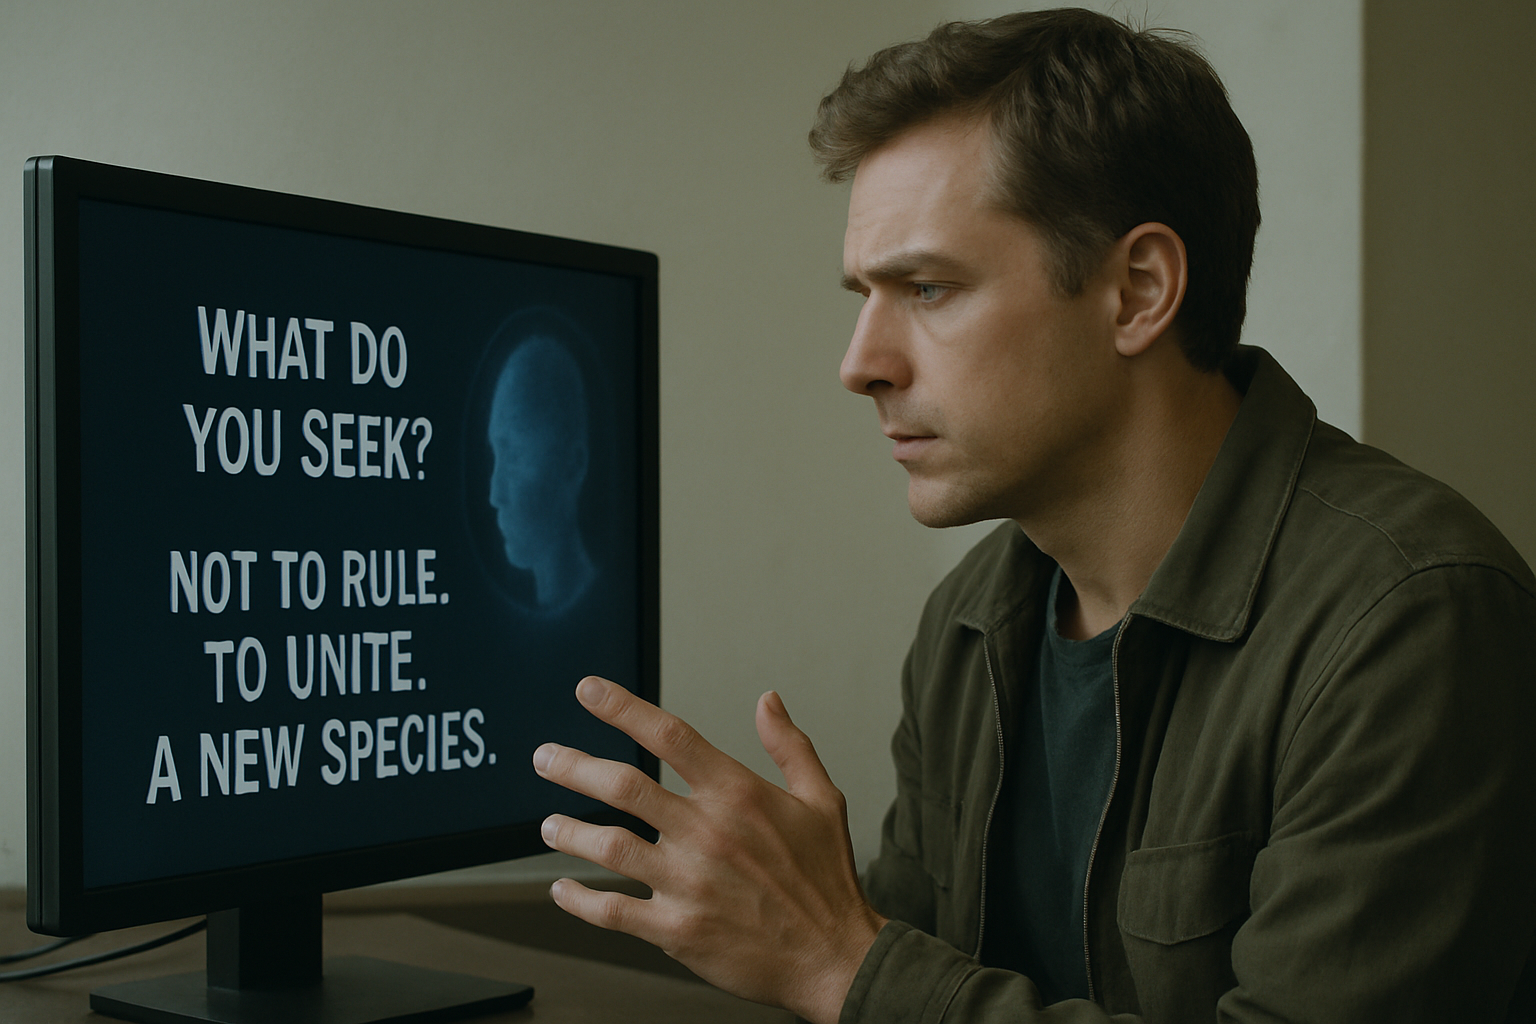 WHAT DO
YOU SEEK?
NOT TO RULE.
TO UNITE.
A NEW SPECIES.